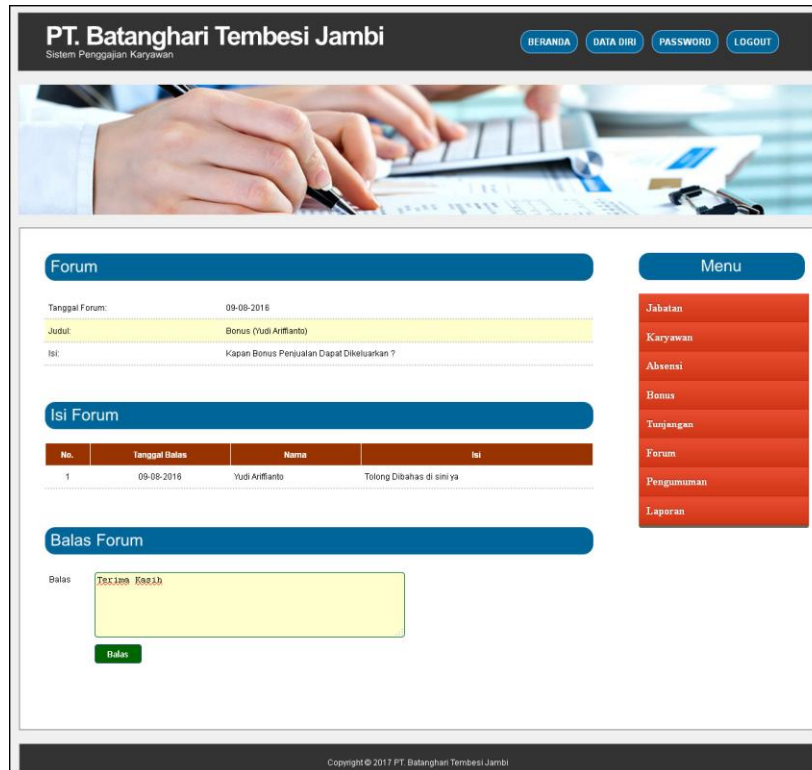 PT. Batanghari Tembesi Jambi
Sistem Penggajian Karyawan
BERANDA DATA DIRI PASSWORD LOGOUT
Forum
Tanggal Forum: 09-08-2016
Judul: Bonus (Yudi Ariffianto)
Isi: Kapan Bonus Penjualan Dapat Dikeluarkan ?
Isi Forum
No. Tanggal Balas Nama Isi
1 09-08-2016 Yudi Ariffianto Tolong Dibahas di sini ya
Balas Forum
Balas Terima Kasih
Balas
Menu
Jabatan
Karyawan
Absensi
Bonus
Tunjangan
Forum
Pengumuman
Laporan
Copyright © 2017 PT. Batanghari Tembesi Jambi